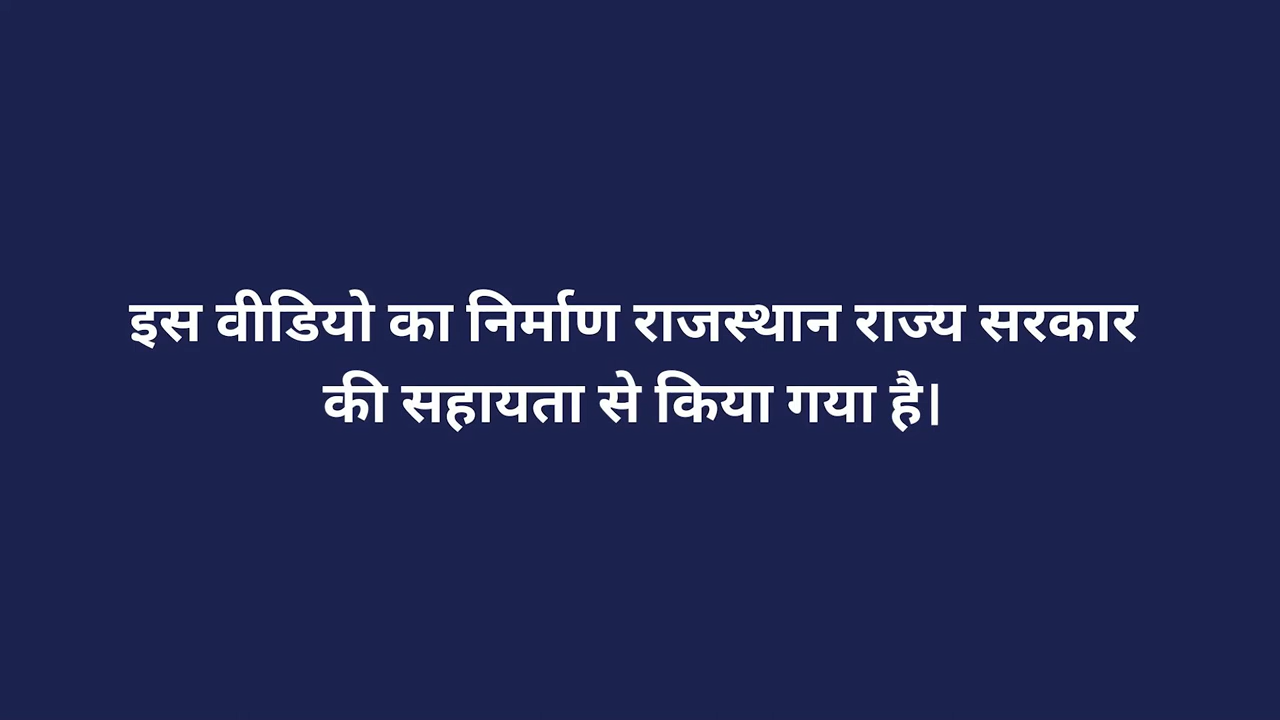 इस वीडियो का निर्माण राजस्थान राज्य सरकार
की सहायता से किया गया है।